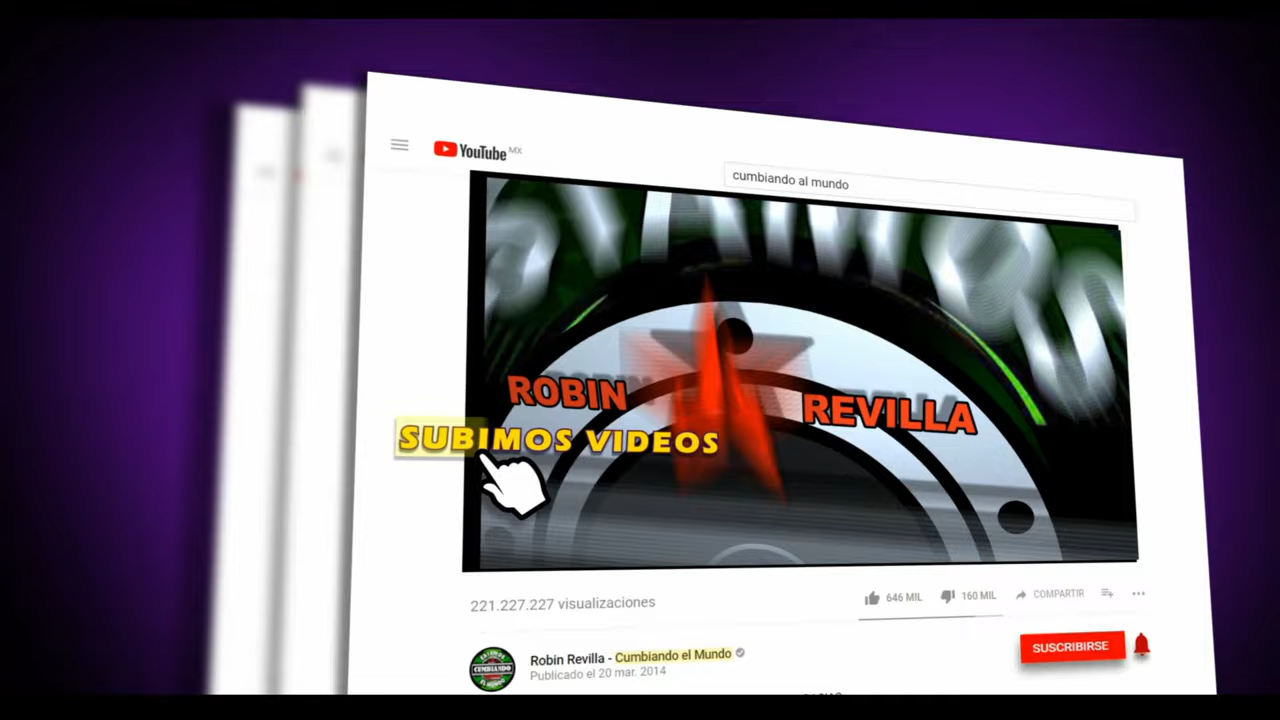 YouTube MX
cumbiando al mundo
ROBIN REVILLA
SUBIMOS VIDEOS
221.227.227 visualizaciones
646 MIL 160 MIL COMPARTIR
Robin Revilla - Cumbiando el Mundo
SUSCRIBIRSE
Publicado el 20 mar. 2014
CUMBIANDO